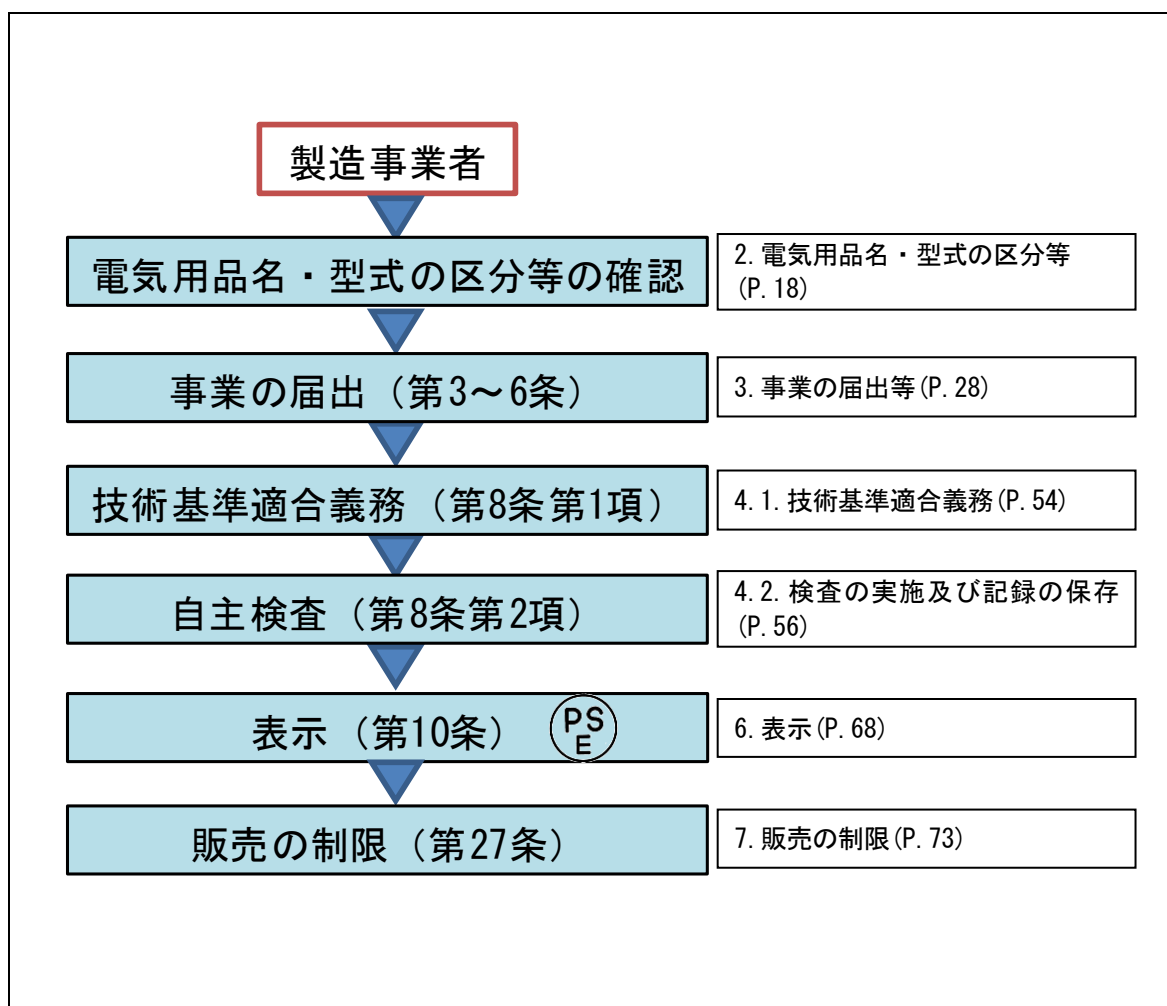 製造事業者
電気用品名・型式の区分等の確認
2.電気用品名・型式の区分等
(P.18)
事業の届出（第3～6条）
3.事業の届出等(P.28)
技術基準適合義務（第8条第1項）
4.1.技術基準適合義務(P.54)
自主検査（第8条第2項）
4.2.検査の実施及び記録の保存
(P.56)
表示（第10条）
PS
E
6.表示(P.68)
販売の制限（第27条）
7.販売の制限(P.73)